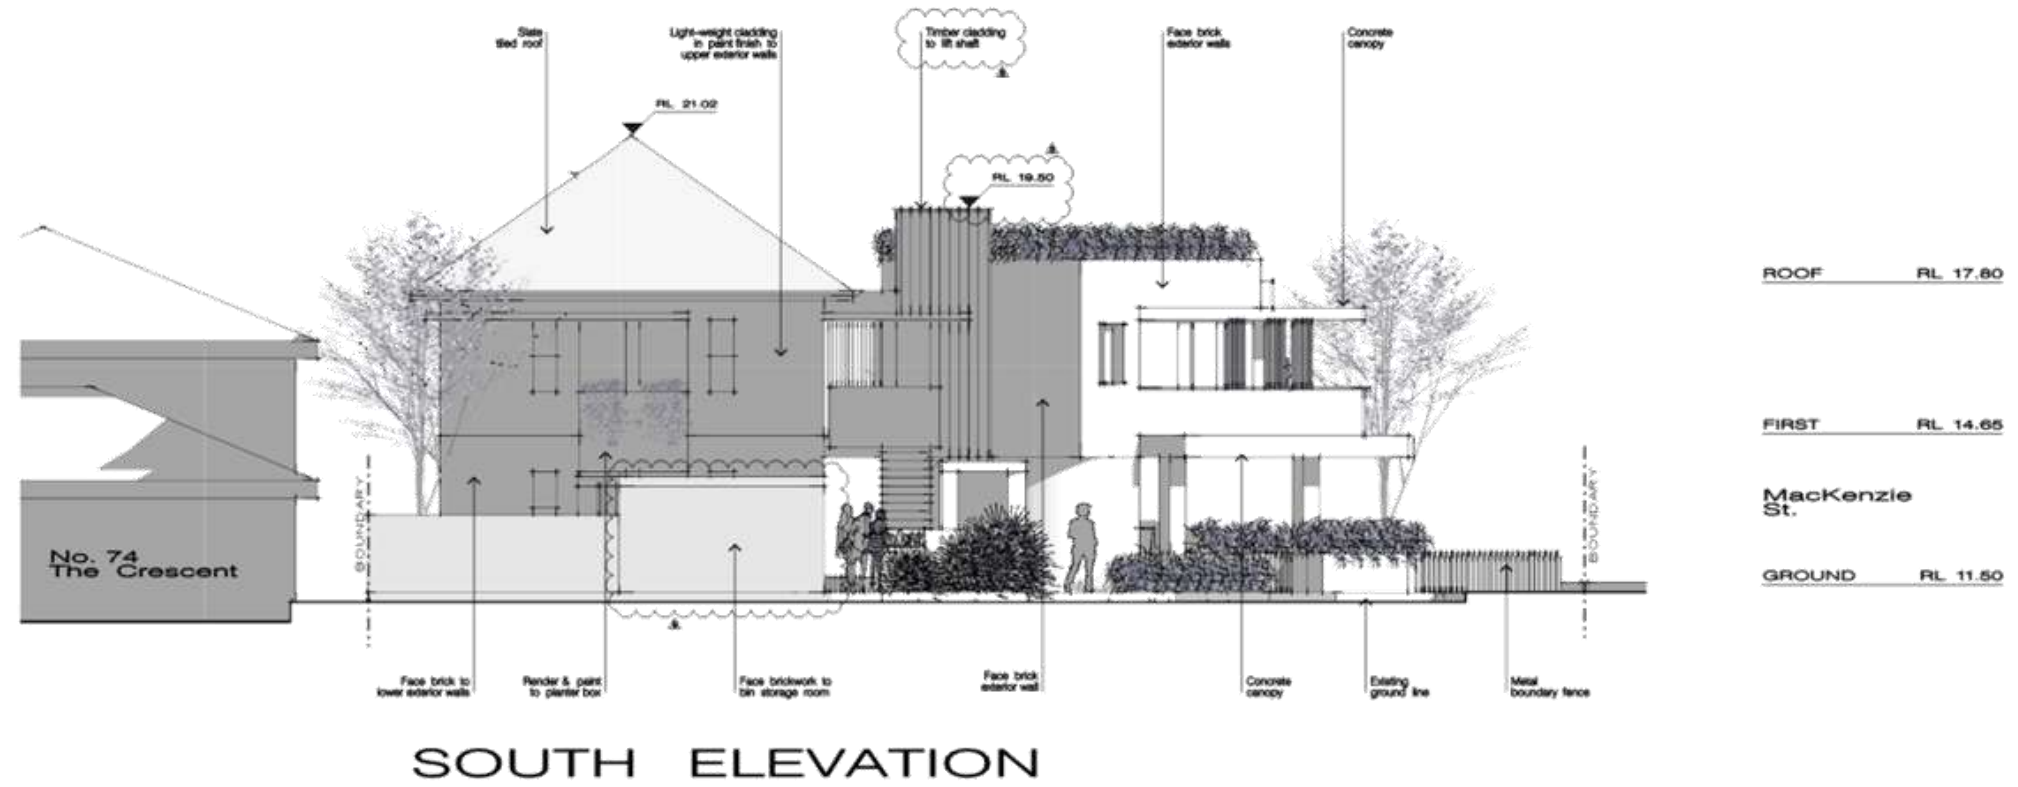 Slate
tiled roof
Light-weight cladding
in paint finish to
upper exterior walls
Timber cladding
to lift shaft
Face brick
exterior walls
Concrete
canopy
RL 21.02
RL 19.50
ROOF RL 17.80
FIRST RL 14.65
MacKenzie
St.
GROUND RL 11.50
BOUNDARY
BOUNDARY
No. 74
The Crescent
Face brick to
lower exterior walls
Render & paint
to planter box
Face brickwork to
bin storage room
Face brick
exterior wall
Concrete
canopy
Existing
ground line
Metal
boundary fence
SOUTH ELEVATION